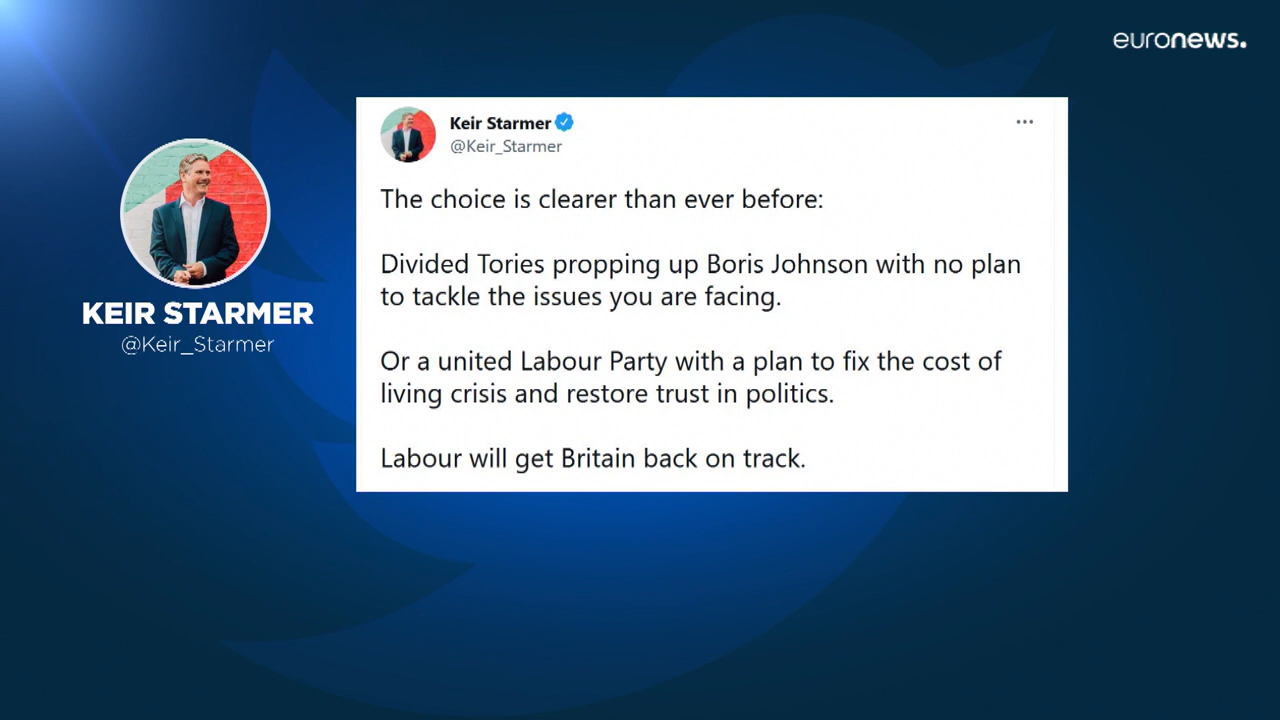 euronews.
Keir Starmer
@Keir_Starmer
The choice is clearer than ever before:
Divided Tories propping up Boris Johnson with no plan
to tackle the issues you are facing.
Or a united Labour Party with a plan to fix the cost of
living crisis and restore trust in politics.
Labour will get Britain back on track.
KEIR STARMER
@Keir_Starmer